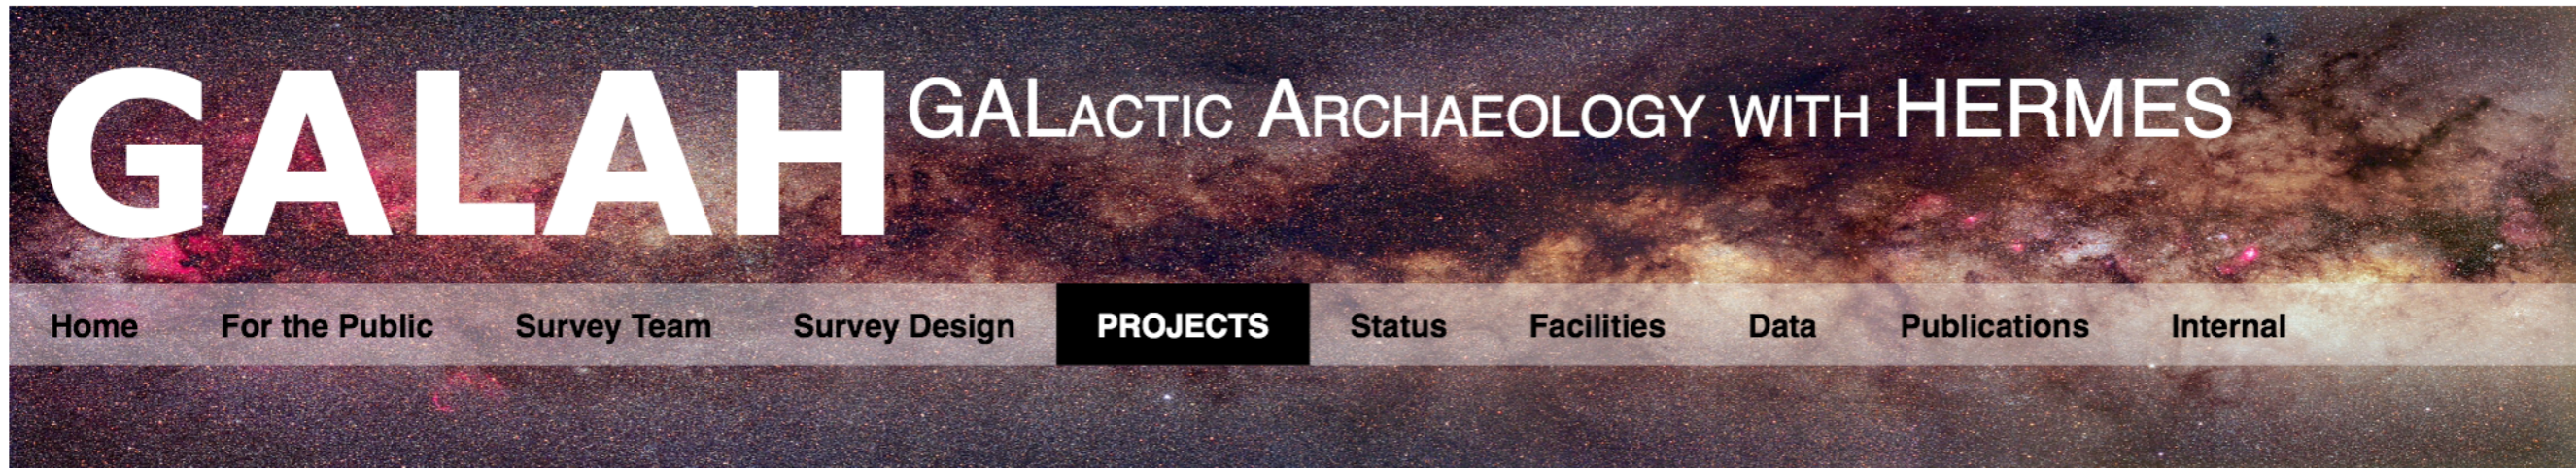 GALAH GALACTIC ARCHAEOLOGY WITH HERMES
Home For the Public Survey Team Survey Design PROJECTS Status Facilities Data Publications Internal